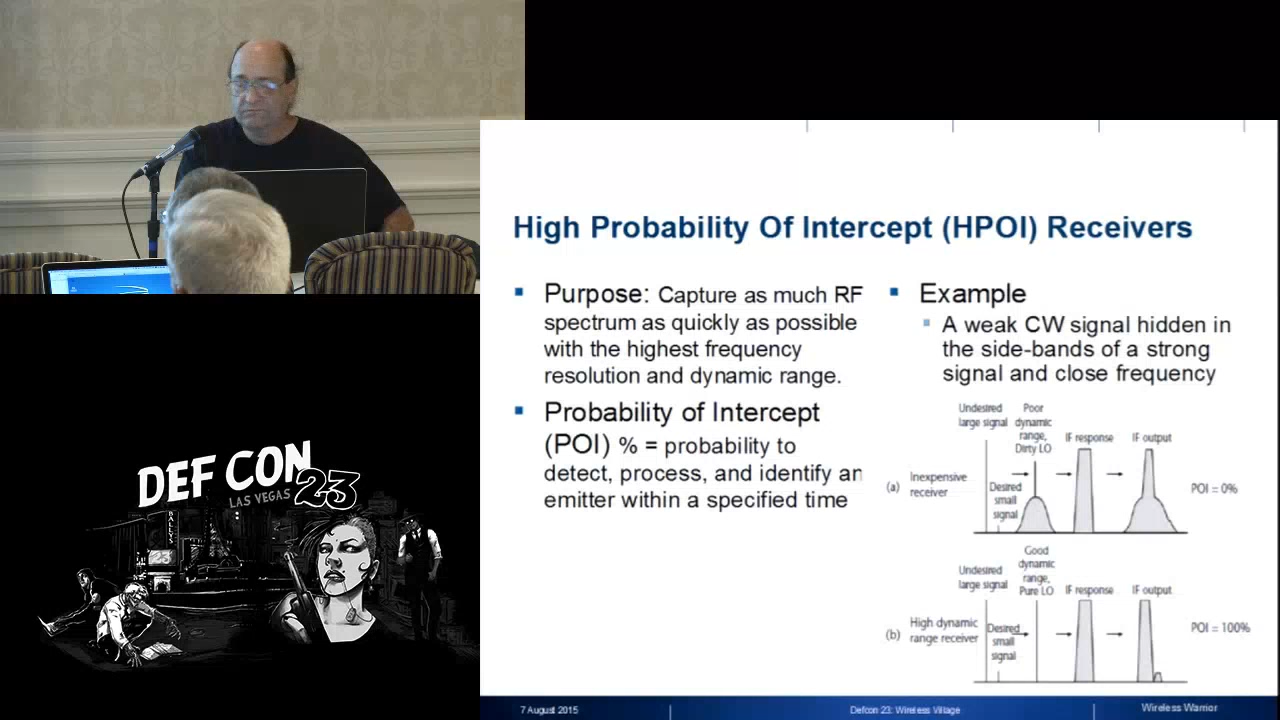 High Probability Of Intercept (HPOI) Receivers
Purpose: Capture as much RF
spectrum as quickly as possible
with the highest frequency
resolution and dynamic range.
Probability of Intercept
(POI) % = probability to
detect, process, and identify an
emitter within a specified time
Example
A weak CW signal hidden in
the side-bands of a strong
signal and close frequency
Undesired
large signal
Poor
dynamic
range,
Dirty LO
IF response
IF output
(a)
Inexpensive
receiver
Desired
small
signal
POI = 0%
Undesired
large signal
Good
dynamic
range,
Pure LO
IF response
IF output
(b)
High dynamic
range receiver
Desired
small
signal
POI = 100%
DEF CON
LAS VEGAS 23
BALLYS
23
7 August 2015
Defcon 23: Wireless Village
Wireless Warrior